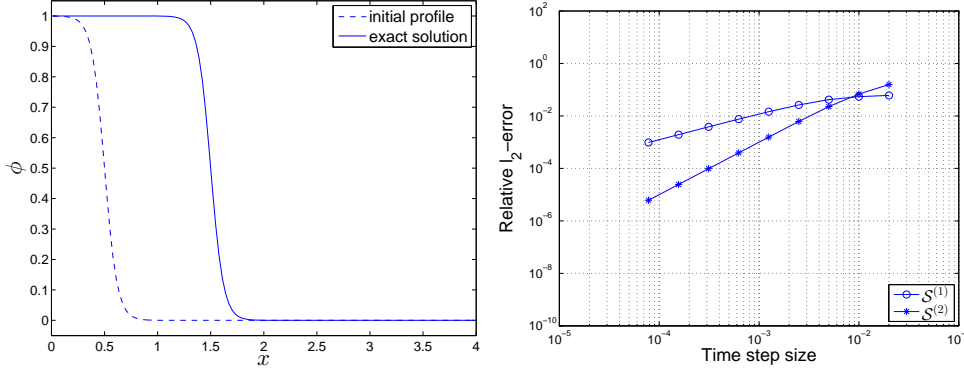 initial profile
exact solution
1
0.9
0.8
0.7
0.6
0.5
0.4
0.3
0.2
0.1
0
ϕ
0 0.5 1 1.5 2 2.5 3 3.5 4
x
10^2
10^0
10^-2
10^-4
10^-6
10^-8
10^-10
Relative l_2-error
S^(1)
S^(2)
10^-5 10^-4 10^-3 10^-2 10^-1
Time step size